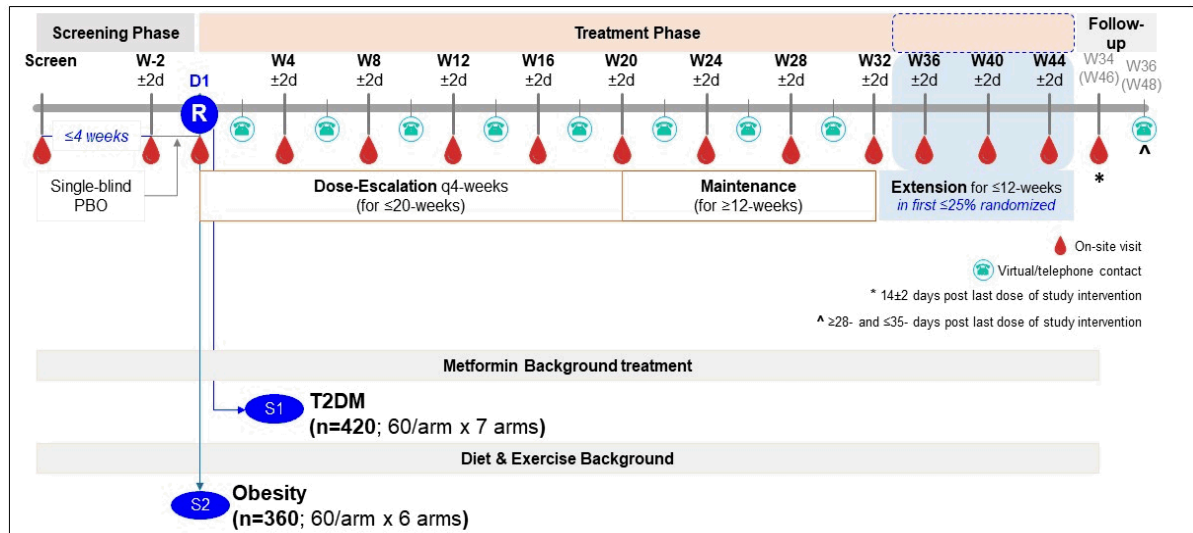 Screening Phase
Treatment Phase
Follow-
up
Screen
W-2
±2d
D1
W4
±2d
W8
±2d
W12
±2d
W16
±2d
W20
±2d
W24
±2d
W28
±2d
W32
±2d
W36
±2d
W40
±2d
W44
±2d
W34
(W46)
W36
(W48)
R
≤4 weeks
Single-blind
PBO
Dose-Escalation q4-weeks
(for ≤20-weeks)
Maintenance
(for ≥12-weeks)
Extension for ≤12-weeks
in first ≤25% randomized
*
^
On-site visit
Virtual/telephone contact
* 14±2 days post last dose of study intervention
^ ≥28- and ≤35- days post last dose of study intervention
Metformin Background treatment
S1
T2DM
(n=420; 60/arm x 7 arms)
Diet & Exercise Background
S2
Obesity
(n=360; 60/arm x 6 arms)